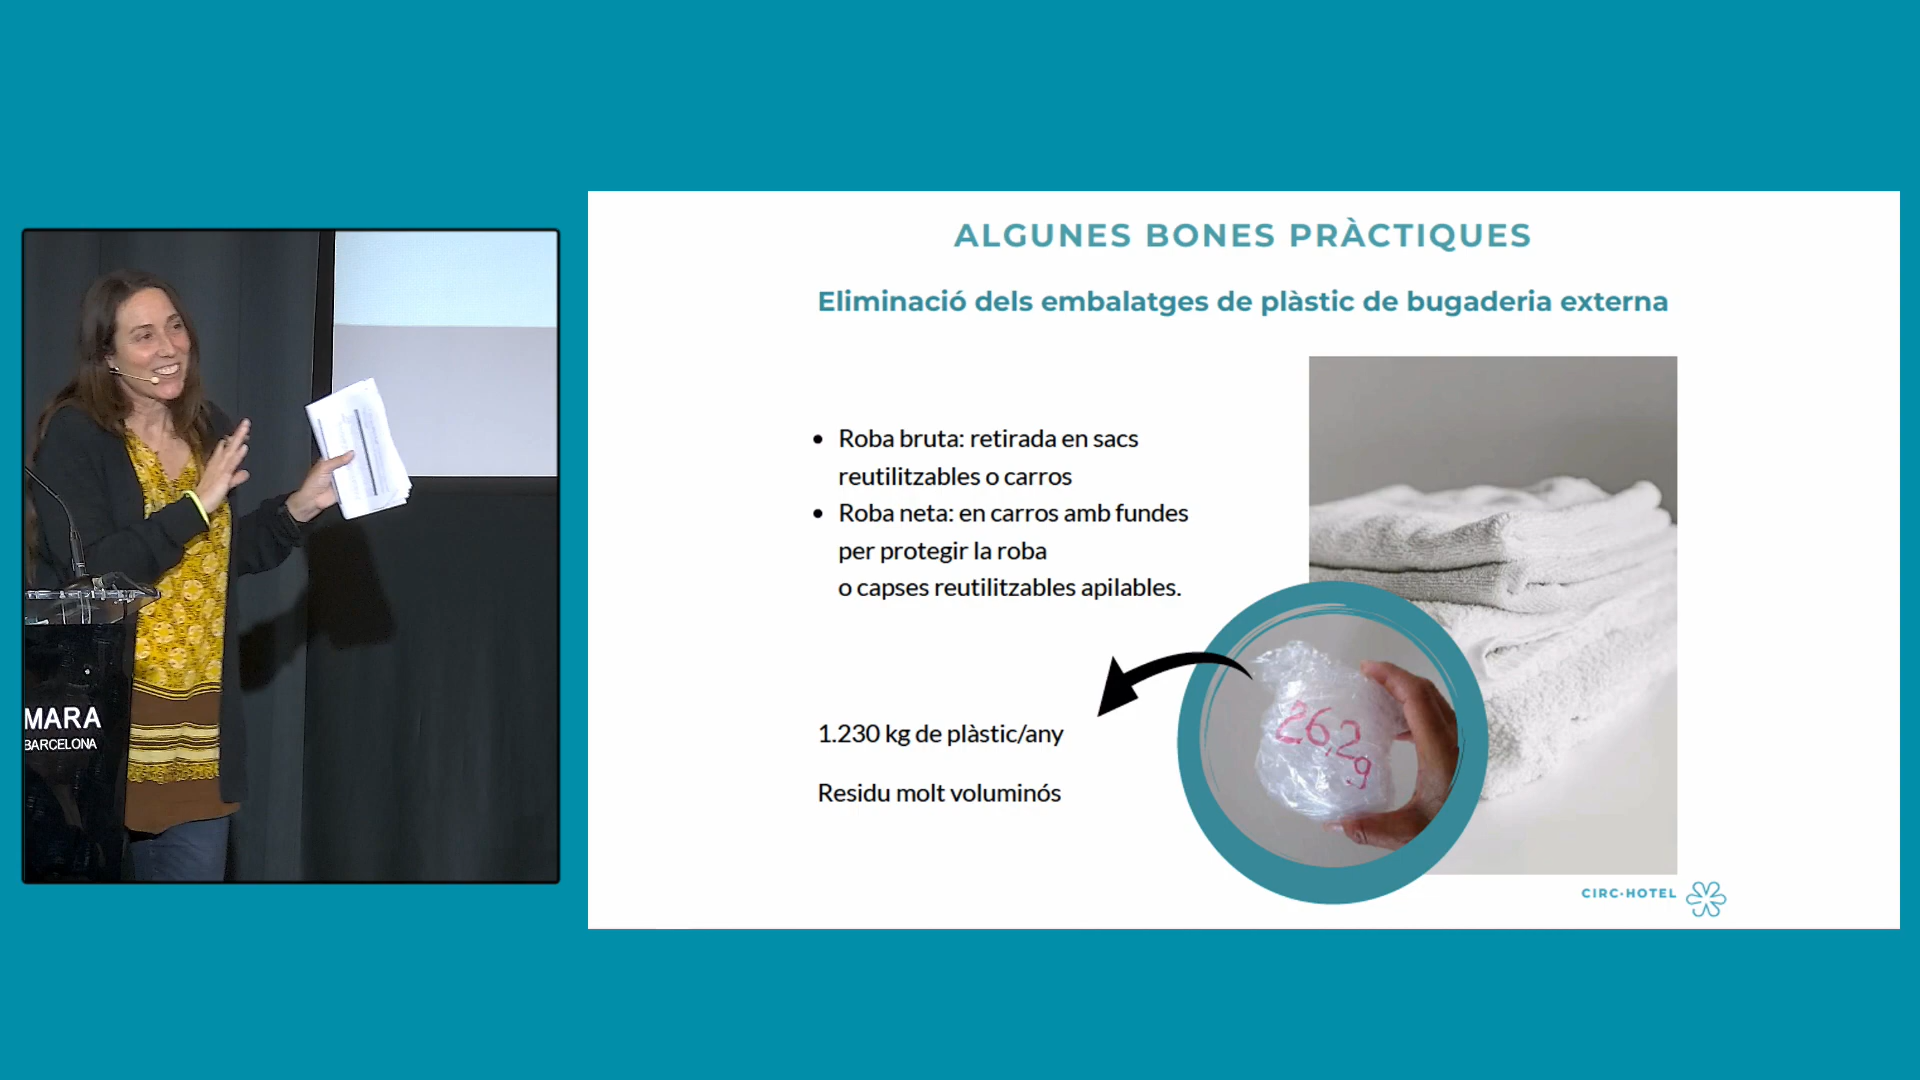 ALGUNES BONES PRÀCTIQUES
Eliminació dels embalatges de plàstic de bugaderia externa
Roba bruta: retirada en sacs
reutilitzables o carros
Roba neta: en carros amb fundes
per protegir la roba
o capses reutilitzables apilables.
1.230 kg de plàstic/any
Residu molt voluminós
26,2g
CIRC·HOTEL
MARA
BARCELONA